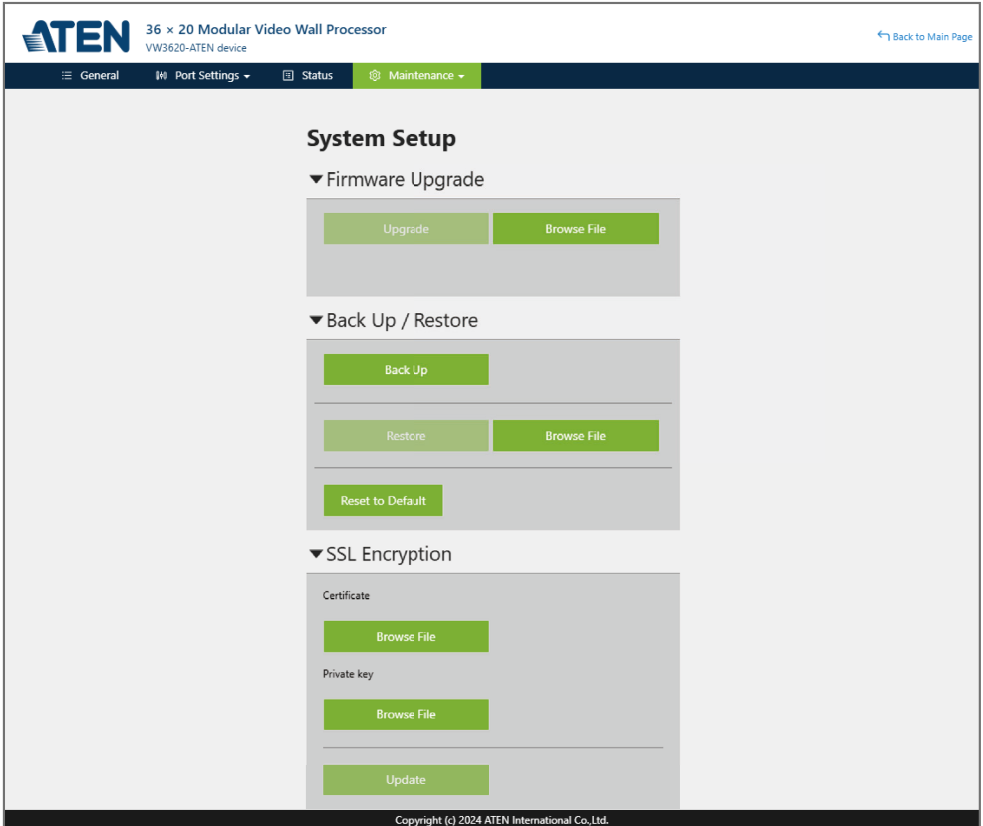 ATEN
36 × 20 Modular Video Wall Processor
VW3620-ATEN device
Back to Main Page
General Port Settings Status Maintenance
System Setup
Firmware Upgrade
Upgrade Browse File
Back Up / Restore
Back Up
Restore Browse File
Reset to Default
SSL Encryption
Certificate
Browse File
Private key
Browse File
Update
Copyright (c) 2024 ATEN International Co.,Ltd.